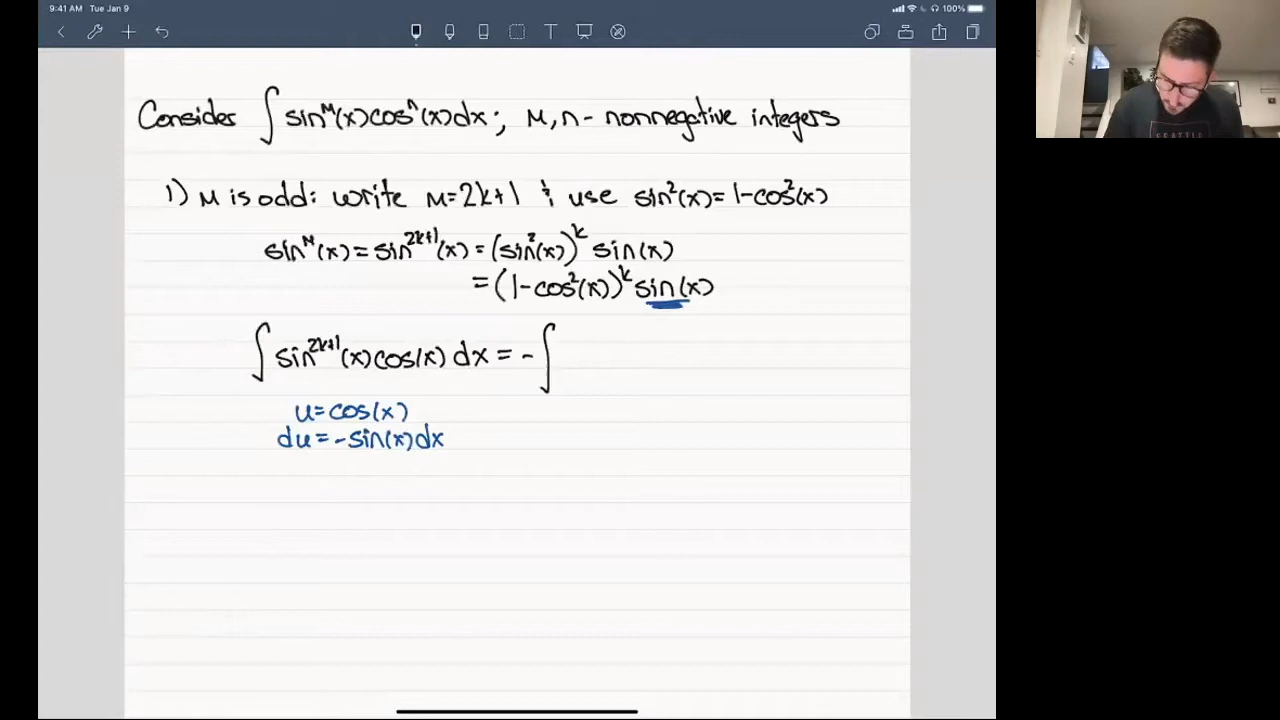 9:41 AM Tue Jan 9
100%
Consider ∫ sinᴹ(x)cosⁿ(x)dx; M,n - nonnegative integers
1) M is odd: write M=2k+1 & use sin²(x)=1-cos²(x)
sinᴹ(x) = sin²ᵏ⁺¹(x) = (sin²(x))ᵏ sin(x)
= (1-cos²(x))ᵏ sin(x)
∫ sin²ᵏ⁺¹(x)cos(x) dx = -∫
u=cos(x)
du=-sin(x)dx
SEATTLE